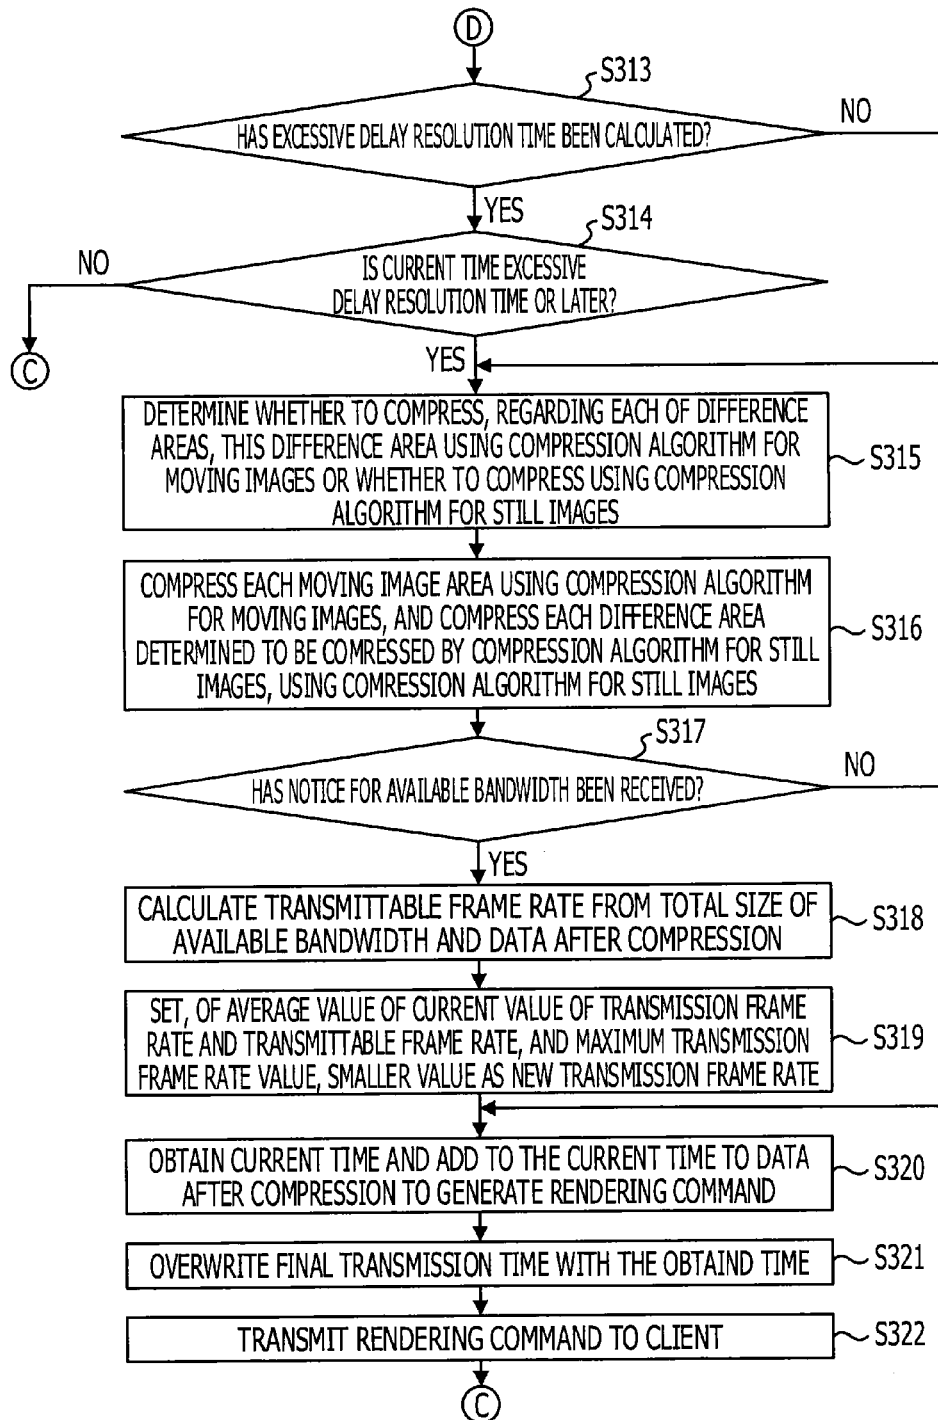 D
S313
HAS EXCESSIVE DELAY RESOLUTION TIME BEEN CALCULATED?
NO
YES
S314
NO
IS CURRENT TIME EXCESSIVE
DELAY RESOLUTION TIME OR LATER?
C
YES
DETERMINE WHETHER TO COMPRESS, REGARDING EACH OF DIFFERENCE
AREAS, THIS DIFFERENCE AREA USING COMPRESSION ALGORITHM FOR
MOVING IMAGES OR WHETHER TO COMPRESS USING COMPRESSION
ALGORITHM FOR STILL IMAGES
S315
COMPRESS EACH MOVING IMAGE AREA USING COMPRESSION ALGORITHM
FOR MOVING IMAGES, AND COMPRESS EACH DIFFERENCE AREA
DETERMINED TO BE COMRESSED BY COMPRESSION ALGORITHM FOR STILL
IMAGES, USING COMRESSION ALGORITHM FOR STILL IMAGES
S316
S317
HAS NOTICE FOR AVAILABLE BANDWIDTH BEEN RECEIVED?
NO
YES
CALCULATE TRANSMITTABLE FRAME RATE FROM TOTAL SIZE OF
AVAILABLE BANDWIDTH AND DATA AFTER COMPRESSION
S318
SET, OF AVERAGE VALUE OF CURRENT VALUE OF TRANSMISSION FRAME
RATE AND TRANSMITTABLE FRAME RATE, AND MAXIMUM TRANSMISSION
FRAME RATE VALUE, SMALLER VALUE AS NEW TRANSMISSION FRAME RATE
S319
OBTAIN CURRENT TIME AND ADD TO THE CURRENT TIME TO DATA
AFTER COMPRESSION TO GENERATE RENDERING COMMAND
S320
OVERWRITE FINAL TRANSMISSION TIME WITH THE OBTAIND TIME
S321
TRANSMIT RENDERING COMMAND TO CLIENT
S322
C